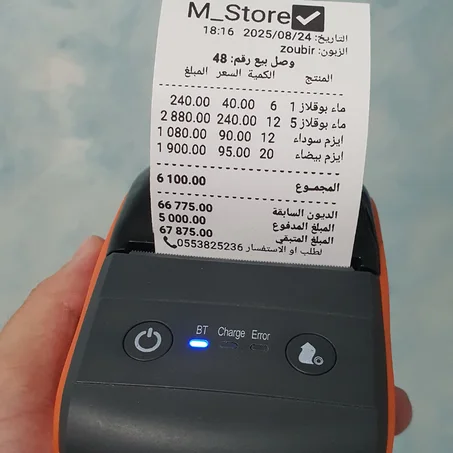 M_Store✔
التاريخ: 2025/08/24 18:16
الزبون: zoubir
وصل بيع رقم: 48
المنتج الكمية السعر المبلغ
ماء بوقلاز 1 6 40.00 240.00
ماء بوقلاز 5 12 240.00 2 880.00
ايزم سوداء 12 90.00 1 080.00
ايزم بيضاء 20 95.00 1 900.00
المجموع 6 100.00
الديون السابقة 66 775.00
المبلغ المدفوع 5 000.00
المبلغ المتبقي 67 875.00
لطلب او الاستفسار 0553825236📞
BT Charge Error